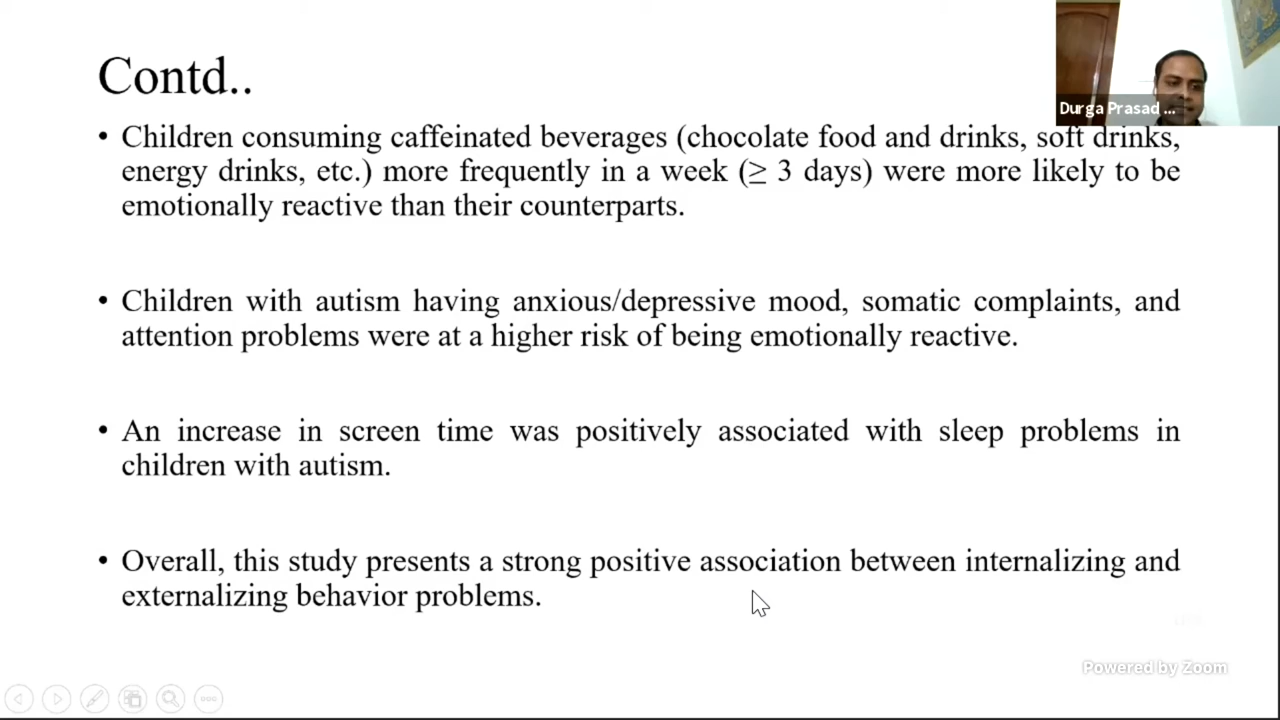 Contd..
Durga Prasad ...
• Children consuming caffeinated beverages (chocolate food and drinks, soft drinks,
energy drinks, etc.) more frequently in a week (≥ 3 days) were more likely to be
emotionally reactive than their counterparts.
• Children with autism having anxious/depressive mood, somatic complaints, and
attention problems were at a higher risk of being emotionally reactive.
• An increase in screen time was positively associated with sleep problems in
children with autism.
• Overall, this study presents a strong positive association between internalizing and
externalizing behavior problems.
Powered by Zoom